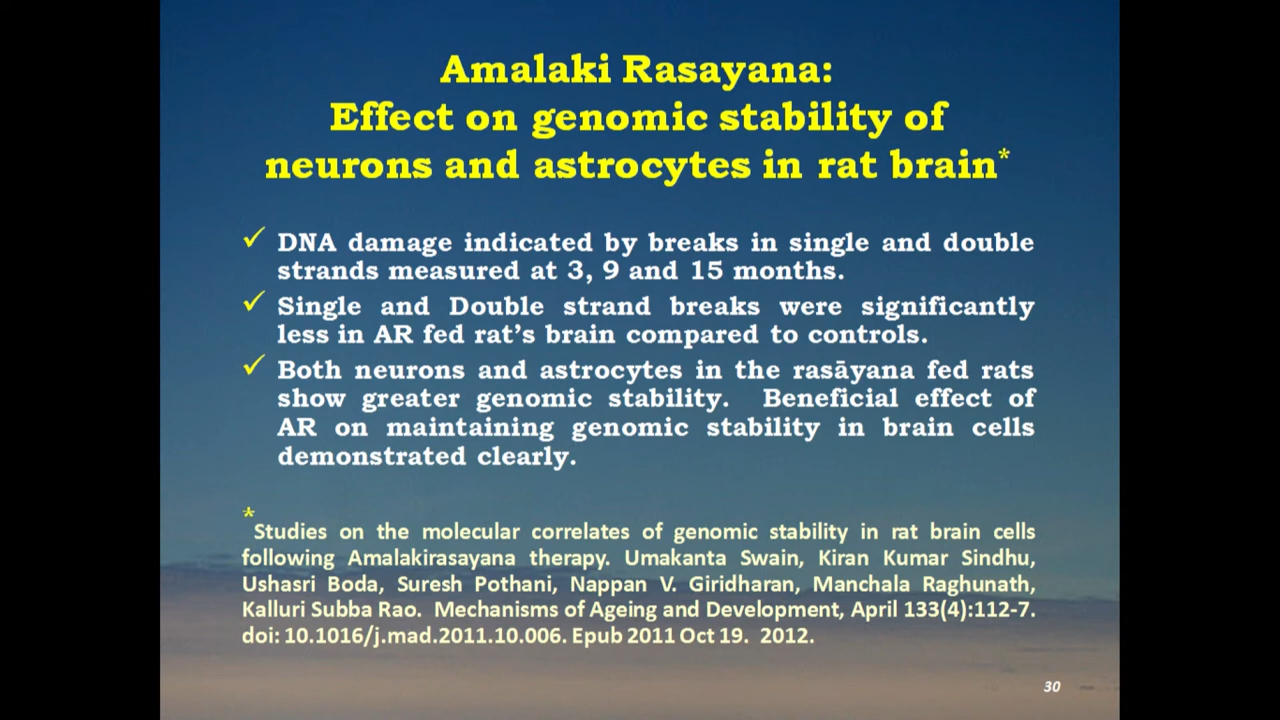 Amalaki Rasayana:
Effect on genomic stability of
neurons and astrocytes in rat brain*
✓ DNA damage indicated by breaks in single and double
strands measured at 3, 9 and 15 months.
✓ Single and Double strand breaks were significantly
less in AR fed rat’s brain compared to controls.
✓ Both neurons and astrocytes in the rasāyana fed rats
show greater genomic stability. Beneficial effect of
AR on maintaining genomic stability in brain cells
demonstrated clearly.
*Studies on the molecular correlates of genomic stability in rat brain cells
following Amalakirasayana therapy. Umakanta Swain, Kiran Kumar Sindhu,
Ushasri Boda, Suresh Pothani, Nappan V. Giridharan, Manchala Raghunath,
Kalluri Subba Rao. Mechanisms of Ageing and Development, April 133(4):112-7.
doi: 10.1016/j.mad.2011.10.006. Epub 2011 Oct 19. 2012.
30